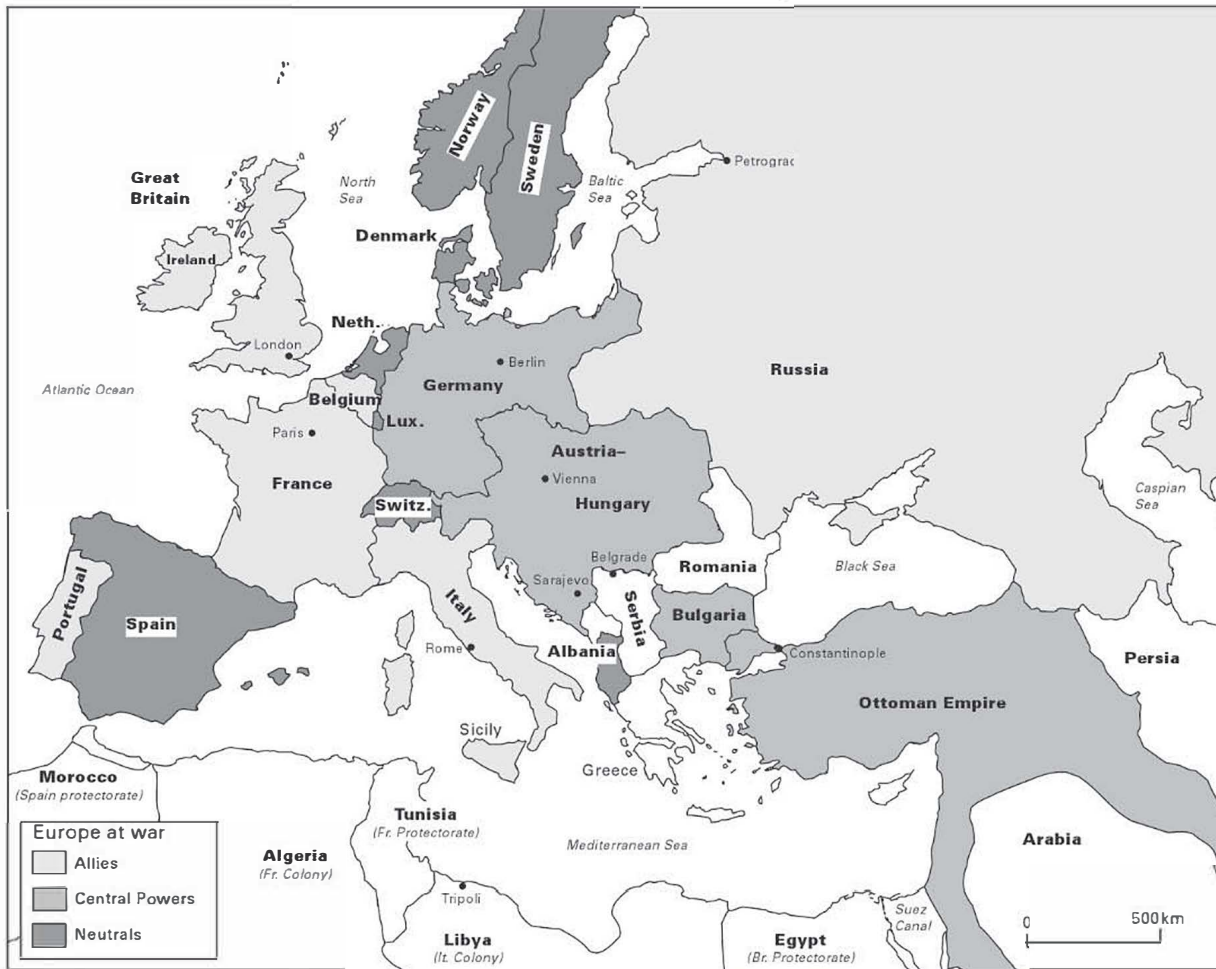 Norway
Sweden
Petrograd
Great
Britain
North
Sea
Baltic
Sea
Denmark
Ireland
Neth.
London
Berlin
Atlantic Ocean
Germany
Russia
Belgium
Lux.
Paris
Austria–
Vienna
France
Hungary
Switz.
Caspian
Sea
Belgrade
Romania
Black Sea
Sarajevo
Portugal
Spain
Italy
Serbia
Bulgaria
Rome
Albania
Constantinople
Persia
Ottoman Empire
Sicily
Greece
Morocco
(Spain protectorate)
Tunisia
(Fr. Protectorate)
Algeria
(Fr. Colony)
Mediterranean Sea
Arabia
Tripoli
Libya
(It. Colony)
Egypt
(Br. Protectorate)
Suez
Canal
0 500 km
Europe at war
Allies
Central Powers
Neutrals